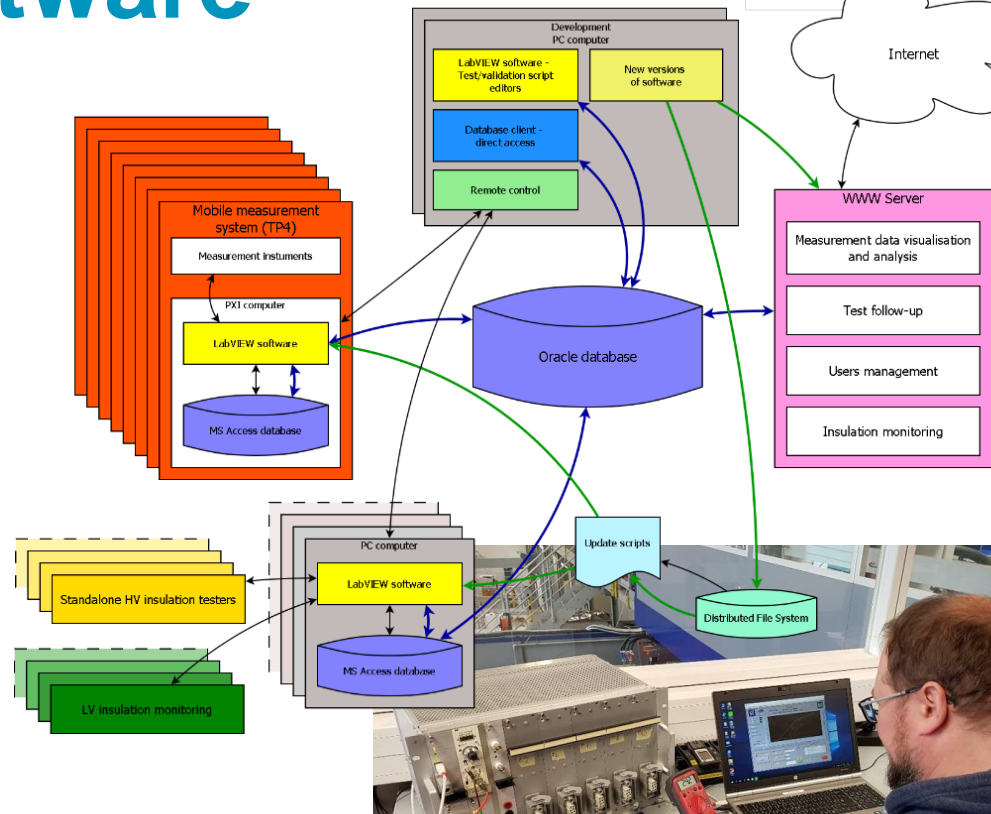 tware
Development
PC computer
LabVIEW software -
Test/validation script
editors
New versions
of software
Database client -
direct access
Remote control
Internet
Mobile measurement
system (TP4)
Measurement instuments
PXI computer
LabVIEW software
MS Access database
Oracle database
WWW Server
Measurement data visualisation
and analysis
Test follow-up
Users management
Insulation monitoring
PC computer
LabVIEW software
MS Access database
Update scripts
Distributed File System
Standalone HV insulation testers
LV insulation monitoring